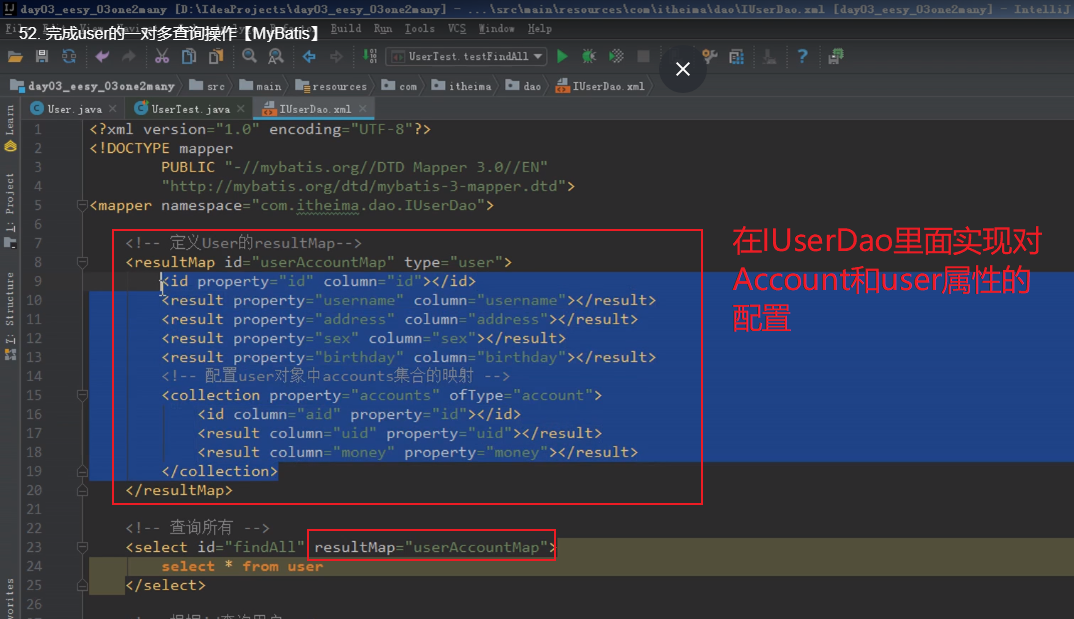 day03_eesy_03one2many [D:\IdeaProjects\day03_eesy_03one2many] - ...\src\main\resources\com\itheima\dao\IUserDao.xml [day03_eesy_03one2many] - IntelliJ
52. 完成user的一对多查询操作【MyBatis】
Build Run Tools VCS Window Help
UserTest.testFindAll
day03_eesy_03one2many src main resources com itheima dao IUserDao.xml
User.java UserTest.java IUserDao.xml
Learn
1: Project
7: Structure
1 <?xml version="1.0" encoding="UTF-8"?>
2 <!DOCTYPE mapper
3 PUBLIC "-//mybatis.org//DTD Mapper 3.0//EN"
4 "http://mybatis.org/dtd/mybatis-3-mapper.dtd">
5 <mapper namespace="com.itheima.dao.IUserDao">
6
7 <!-- 定义User的resultMap-->
8 <resultMap id="userAccountMap" type="user">
9 <id property="id" column="id"></id>
10 <result property="username" column="username"></result>
11 <result property="address" column="address"></result>
12 <result property="sex" column="sex"></result>
13 <result property="birthday" column="birthday"></result>
14 <!-- 配置user对象中accounts集合的映射 -->
15 <collection property="accounts" ofType="account">
16 <id column="aid" property="id"></id>
17 <result column="uid" property="uid"></result>
18 <result column="money" property="money"></result>
19 </collection>
20 </resultMap>
21
22 <!-- 查询所有 -->
23 <select id="findAll" resultMap="userAccountMap">
24 select * from user
25 </select>
26
在IUserDao里面实现对
Account和user属性的
配置